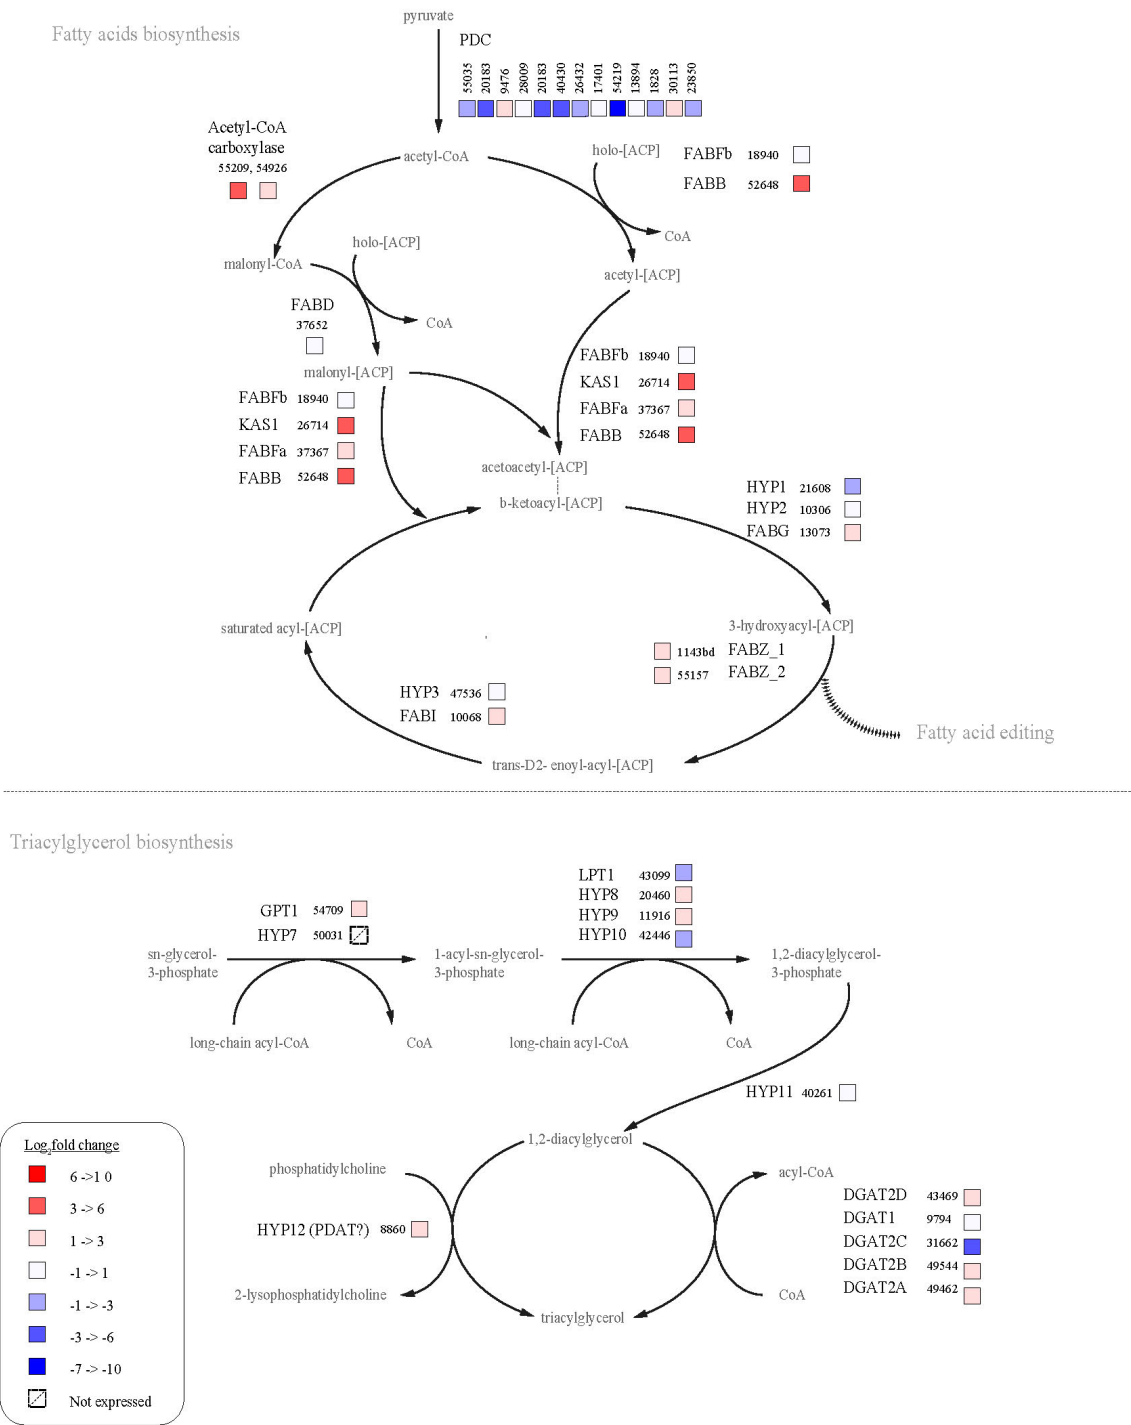 pyruvate
Fatty acids biosynthesis
PDC
55035 20183 9476 28009 20183 40430 26432 17401 54219 13894 1828 30113 23850
Acetyl-CoA
carboxylase
55209, 54926
acetyl-CoA
holo-[ACP]
FABFb 18940
FABB 52648
CoA
holo-[ACP]
malonyl-CoA
acetyl-[ACP]
FABD
37652
CoA
malonyl-[ACP]
FABFb 18940
KAS1 26714
FABFa 37367
FABB 52648
FABFb 18940
KAS1 26714
FABFa 37367
FABB 52648
acetoacetyl-[ACP]
b-ketoacyl-[ACP]
HYP1 21608
HYP2 10306
FABG 13073
saturated acyl-[ACP]
3-hydroxyacyl-[ACP]
1143bd FABZ_1
55157 FABZ_2
HYP3 47536
FABI 10068
Fatty acid editing
trans-D2- enoyl-acyl-[ACP]
Triacylglycerol biosynthesis
LPT1 43099
HYP8 20460
HYP9 11916
HYP10 42446
GPT1 54709
HYP7 50031
sn-glycerol-
3-phosphate
1-acyl-sn-glycerol-
3-phosphate
1,2-diacylglycerol-
3-phosphate
long-chain acyl-CoA
CoA
long-chain acyl-CoA
CoA
HYP11 40261
1,2-diacylglycerol
phosphatidylcholine
acyl-CoA
HYP12 (PDAT?) 8860
DGAT2D 43469
DGAT1 9794
DGAT2C 31662
DGAT2B 49544
DGAT2A 49462
2-lysophosphatidylcholine
CoA
triacylglycerol
Log2fold change
6 ->1 0
3 -> 6
1 -> 3
-1 -> 1
-1 -> -3
-3 -> -6
-7 -> -10
Not expressed